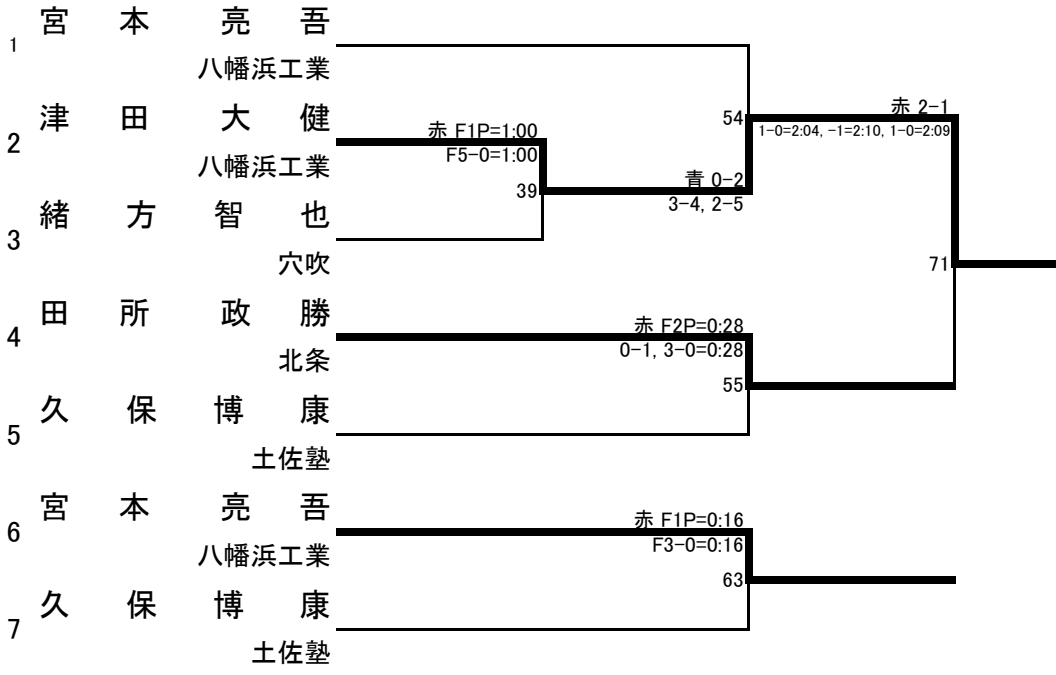 1
宮 本 亮 吾
八幡浜工業
2
津 田 大 健
八幡浜工業
3
緒 方 智 也
穴吹
4
田 所 政 勝
北条
5
久 保 博 康
土佐塾
6
宮 本 亮 吾
八幡浜工業
7
久 保 博 康
土佐塾
赤 F1P=1:00
F5-0=1:00
39
54
青 0-2
3-4, 2-5
赤 F2P=0:28
0-1, 3-0=0:28
55
赤 2-1
1-0=2:04, -1=2:10, 1-0=2:09
71
赤 F1P=0:16
F3-0=0:16
63